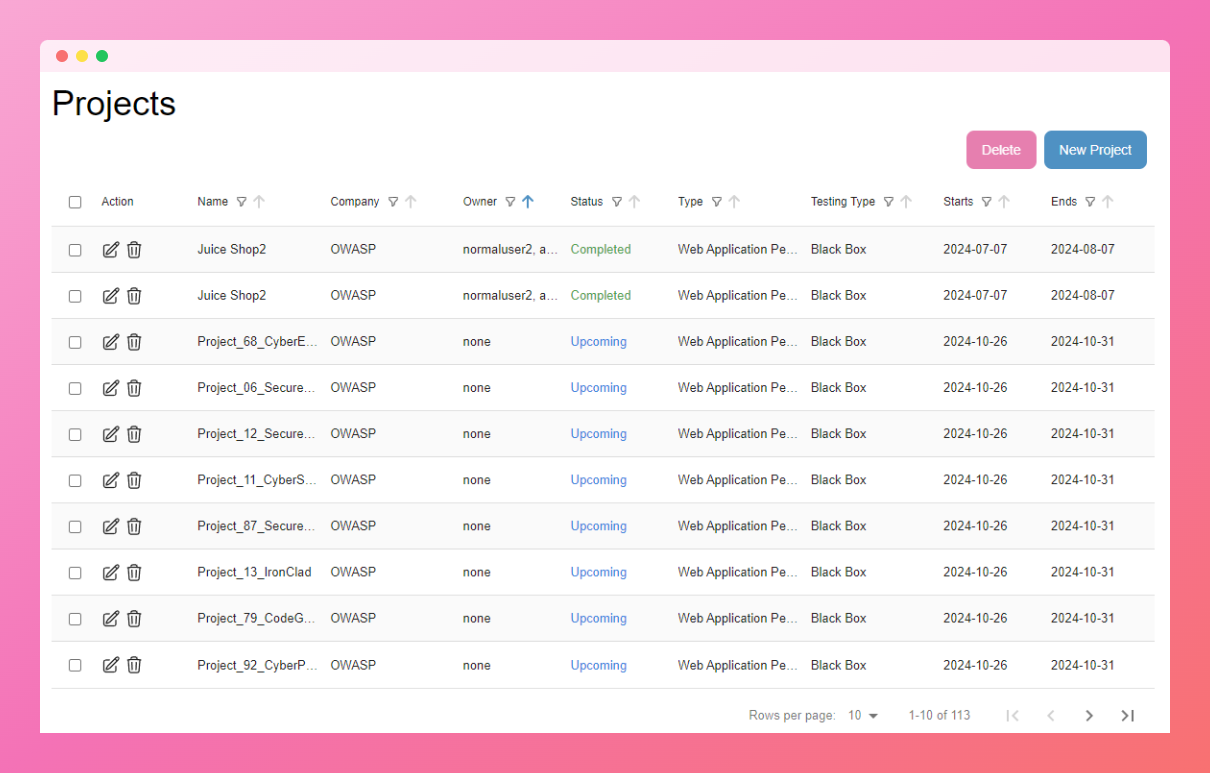 Projects
Delete New Project
Action Name Company Owner Status Type Testing Type Starts Ends
Juice Shop2 OWASP normaluser2, a... Completed Web Application Pe... Black Box 2024-07-07 2024-08-07
Juice Shop2 OWASP normaluser2, a... Completed Web Application Pe... Black Box 2024-07-07 2024-08-07
Project_68_CyberE... OWASP none Upcoming Web Application Pe... Black Box 2024-10-26 2024-10-31
Project_06_Secure... OWASP none Upcoming Web Application Pe... Black Box 2024-10-26 2024-10-31
Project_12_Secure... OWASP none Upcoming Web Application Pe... Black Box 2024-10-26 2024-10-31
Project_11_CyberS... OWASP none Upcoming Web Application Pe... Black Box 2024-10-26 2024-10-31
Project_87_Secure... OWASP none Upcoming Web Application Pe... Black Box 2024-10-26 2024-10-31
Project_13_IronClad OWASP none Upcoming Web Application Pe... Black Box 2024-10-26 2024-10-31
Project_79_CodeG... OWASP none Upcoming Web Application Pe... Black Box 2024-10-26 2024-10-31
Project_92_CyberP... OWASP none Upcoming Web Application Pe... Black Box 2024-10-26 2024-10-31
Rows per page: 10 1-10 of 113